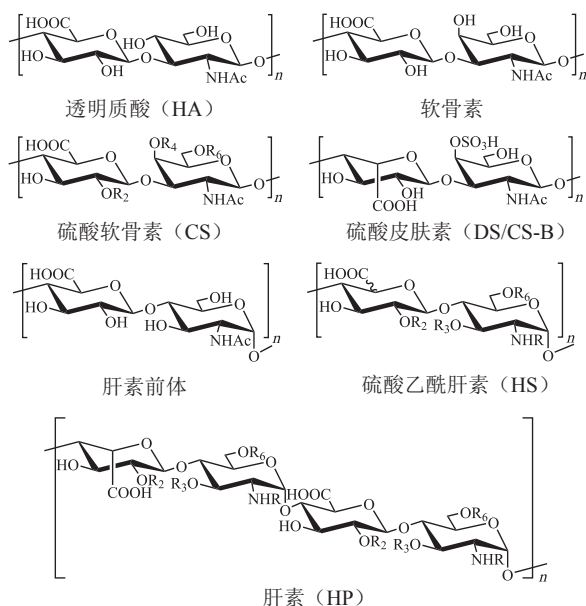 HOOC O HO OH O OH HO O NHAc O n
HOOC O HO OH O OH OH O NHAc O n
透明质酸（HA）
软骨素
HOOC O HO OR₂ O OR₄ OR₆ O NHAc O n
O HO OH COOH O OSO₃H OH O NHAc O n
硫酸软骨素（CS）
硫酸皮肤素（DS/CS-B）
HOOC O HO OH O OH O HO NHAc O n
HOOC O HO OR₂ O OR₆ O R₃O NHR O n
肝素前体
硫酸乙酰肝素（HS）
O HO OR₂ COOH O OR₆ O R₃O NHR O HOOC O HO OR₂ O OR₆ O R₃O NHR O n
肝素（HP）